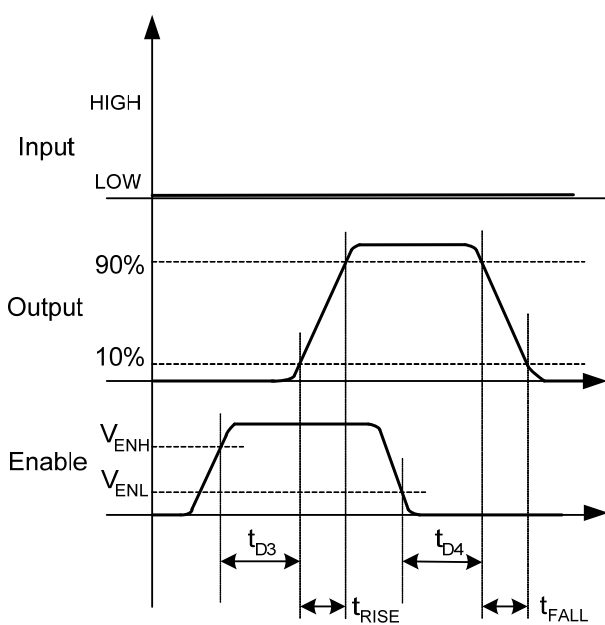 HIGH
Input
LOW
90%
Output
10%
VENH
Enable
VENL
tD3
tD4
tRISE
tFALL